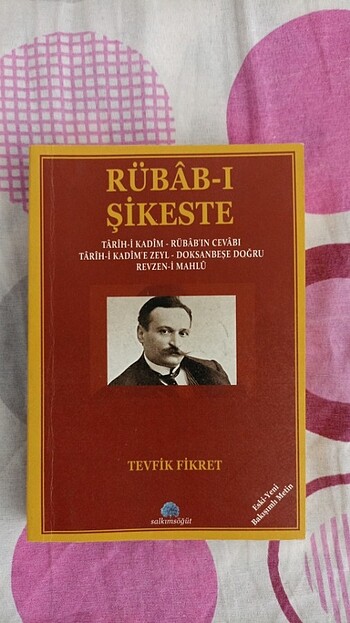 RÜBÂB-I
ŞİKESTE
TÂRİH-İ KADÎM - RÜBÂB'IN CEVÂBI
TÂRİH-İ KADÎM'E ZEYL - DOKSANBEŞE DOĞRU
REVZEN-İ MAHLÛ
TEVFİK FİKRET
Eski-Yeni
Bakışımlı Metin
salkımsöğüt